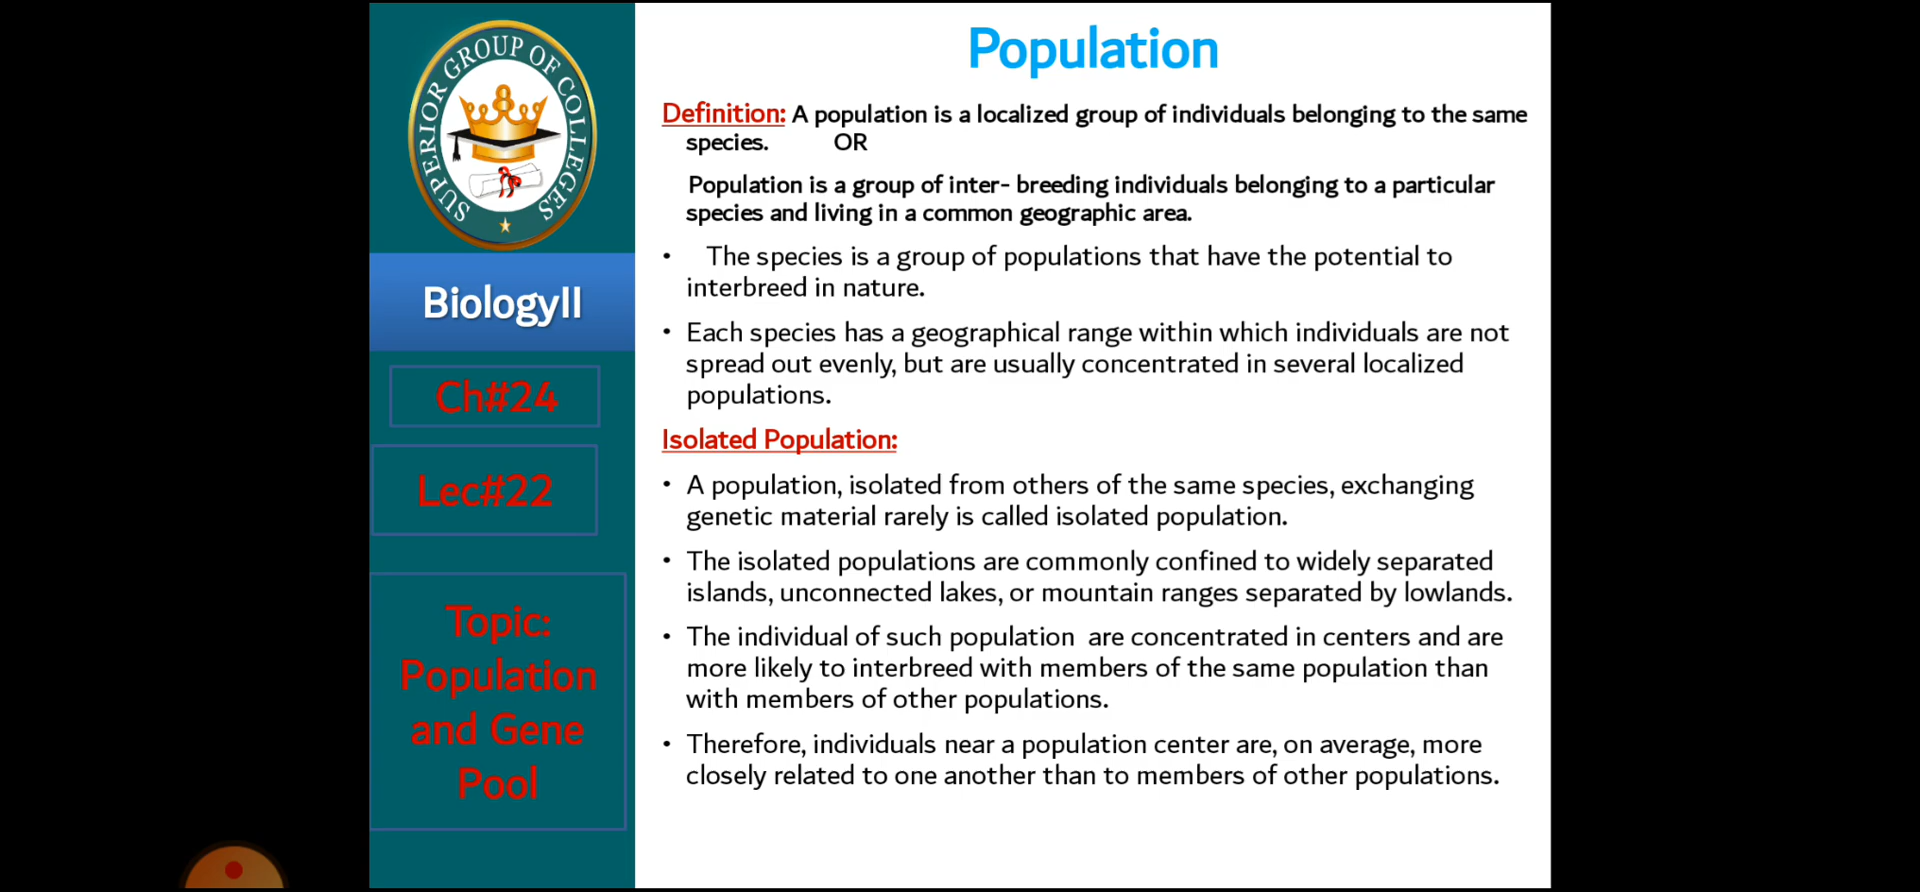 SUPERIOR GROUP OF COLLEGES
BiologyII
Ch#24
Lec#22
Topic:
Population
and Gene
Pool
Population
Definition: A population is a localized group of individuals belonging to the same
species. OR
Population is a group of inter- breeding individuals belonging to a particular
species and living in a common geographic area.
• The species is a group of populations that have the potential to
interbreed in nature.
• Each species has a geographical range within which individuals are not
spread out evenly, but are usually concentrated in several localized
populations.
Isolated Population:
• A population, isolated from others of the same species, exchanging
genetic material rarely is called isolated population.
• The isolated populations are commonly confined to widely separated
islands, unconnected lakes, or mountain ranges separated by lowlands.
• The individual of such population are concentrated in centers and are
more likely to interbreed with members of the same population than
with members of other populations.
• Therefore, individuals near a population center are, on average, more
closely related to one another than to members of other populations.